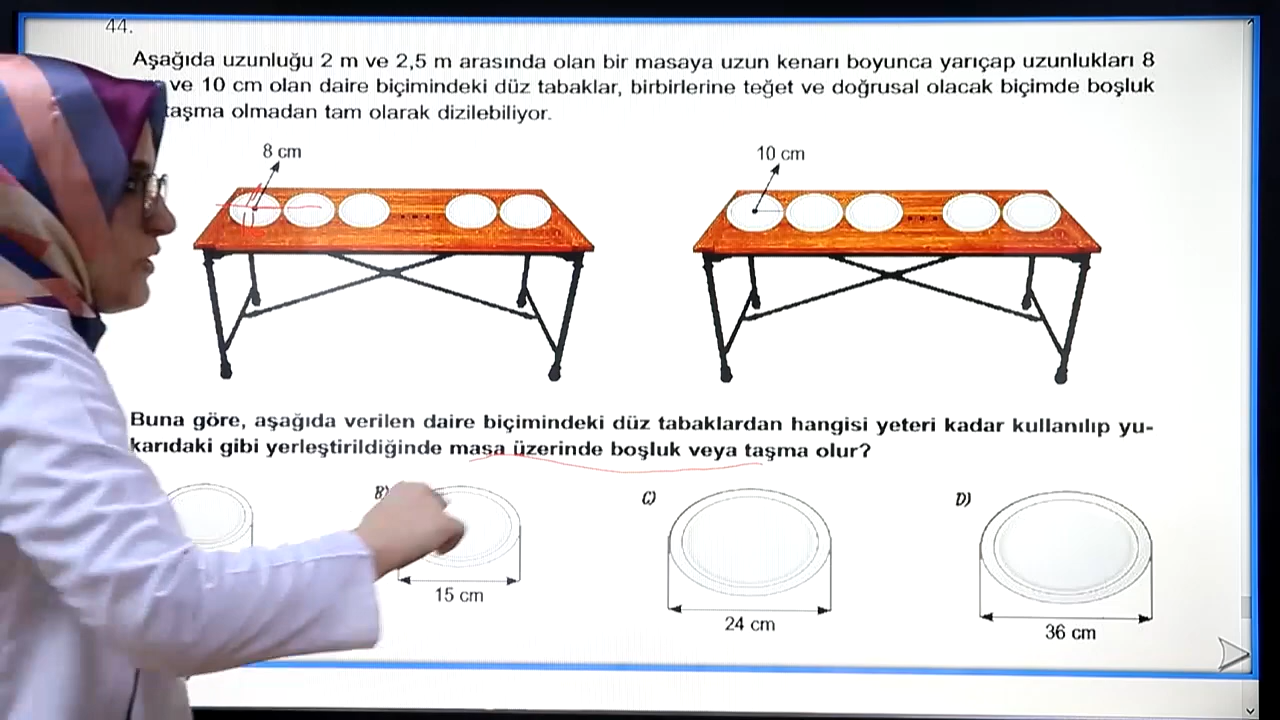 44.
Aşağıda uzunluğu 2 m ve 2,5 m arasında olan bir masaya uzun kenarı boyunca yarıçap uzunlukları 8
ve 10 cm olan daire biçimindeki düz tabaklar, birbirlerine teğet ve doğrusal olacak biçimde boşluk
taşma olmadan tam olarak dizilebiliyor.
8 cm
10 cm
Buna göre, aşağıda verilen daire biçimindeki düz tabaklardan hangisi yeteri kadar kullanılıp yu-
karıdaki gibi yerleştirildiğinde masa üzerinde boşluk veya taşma olur?
B)
C)
D)
15 cm
24 cm
36 cm